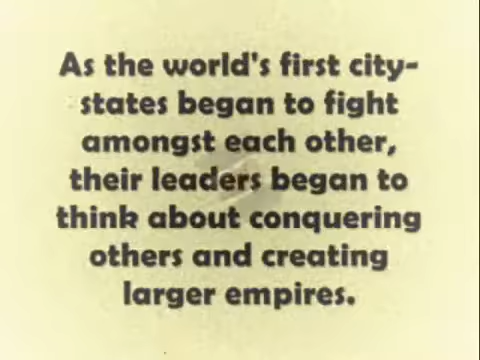 As the world's first city-
states began to fight
amongst each other,
their leaders began to
think about conquering
others and creating
larger empires.